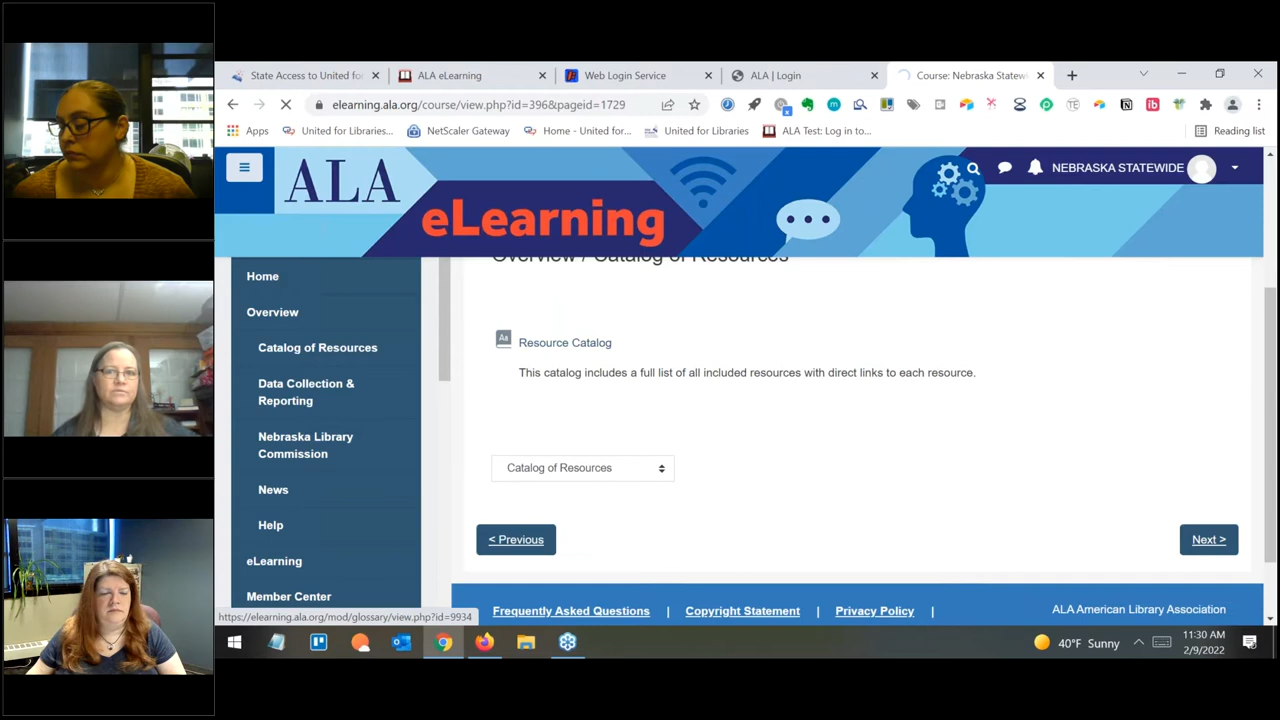 State Access to United for
ALA eLearning
Web Login Service
ALA | Login
Course: Nebraska Statew
elearning.ala.org/course/view.php?id=396&pageid=1729
Apps
United for Libraries...
NetScaler Gateway
Home - United for...
United for Libraries
ALA Test: Log in to...
Reading list
ALA
eLearning
NEBRASKA STATEWIDE
Home
Overview
Catalog of Resources
Data Collection &
Reporting
Nebraska Library
Commission
News
Help
eLearning
Member Center
Overview / Catalog of Resources
Aa
Resource Catalog
This catalog includes a full list of all included resources with direct links to each resource.
Catalog of Resources
< Previous
Next >
Frequently Asked Questions | Copyright Statement | Privacy Policy |
ALA American Library Association
https://elearning.ala.org/mod/glossary/view.php?id=9934
40°F Sunny
11:30 AM
2/9/2022